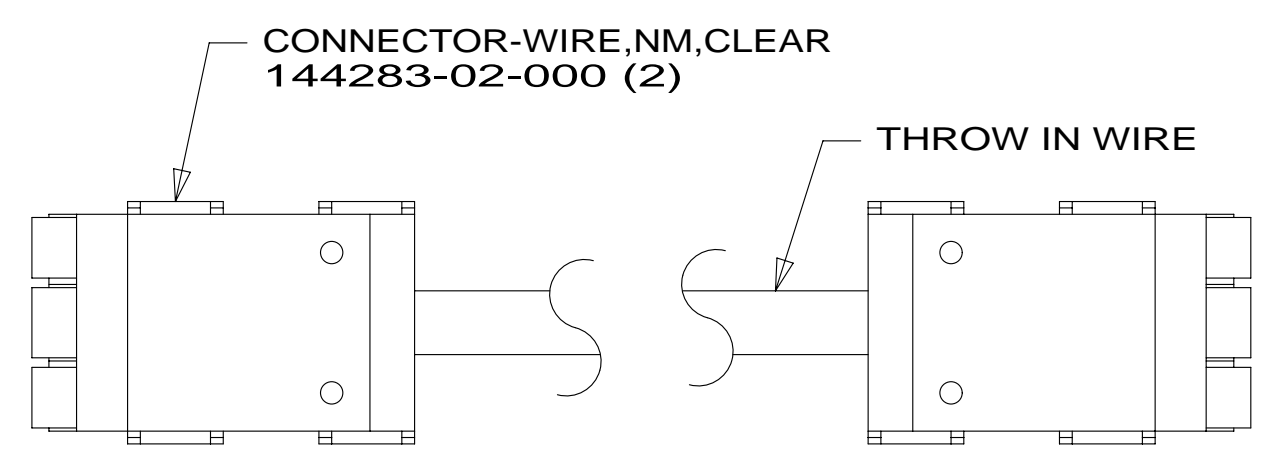 CONNECTOR-WIRE,NM,CLEAR
144283-02-000 (2)
THROW IN WIRE